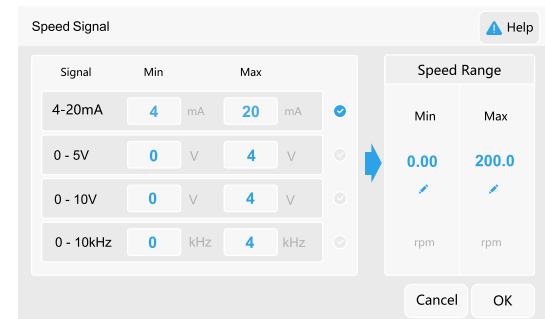 Speed Signal
Help
Signal Min Max
4-20mA 4 mA 20 mA
0 - 5V 0 V 4 V
0 - 10V 0 V 4 V
0 - 10kHz 0 kHz 4 kHz
Speed Range
Min Max
0.00 200.0
rpm rpm
Cancel OK